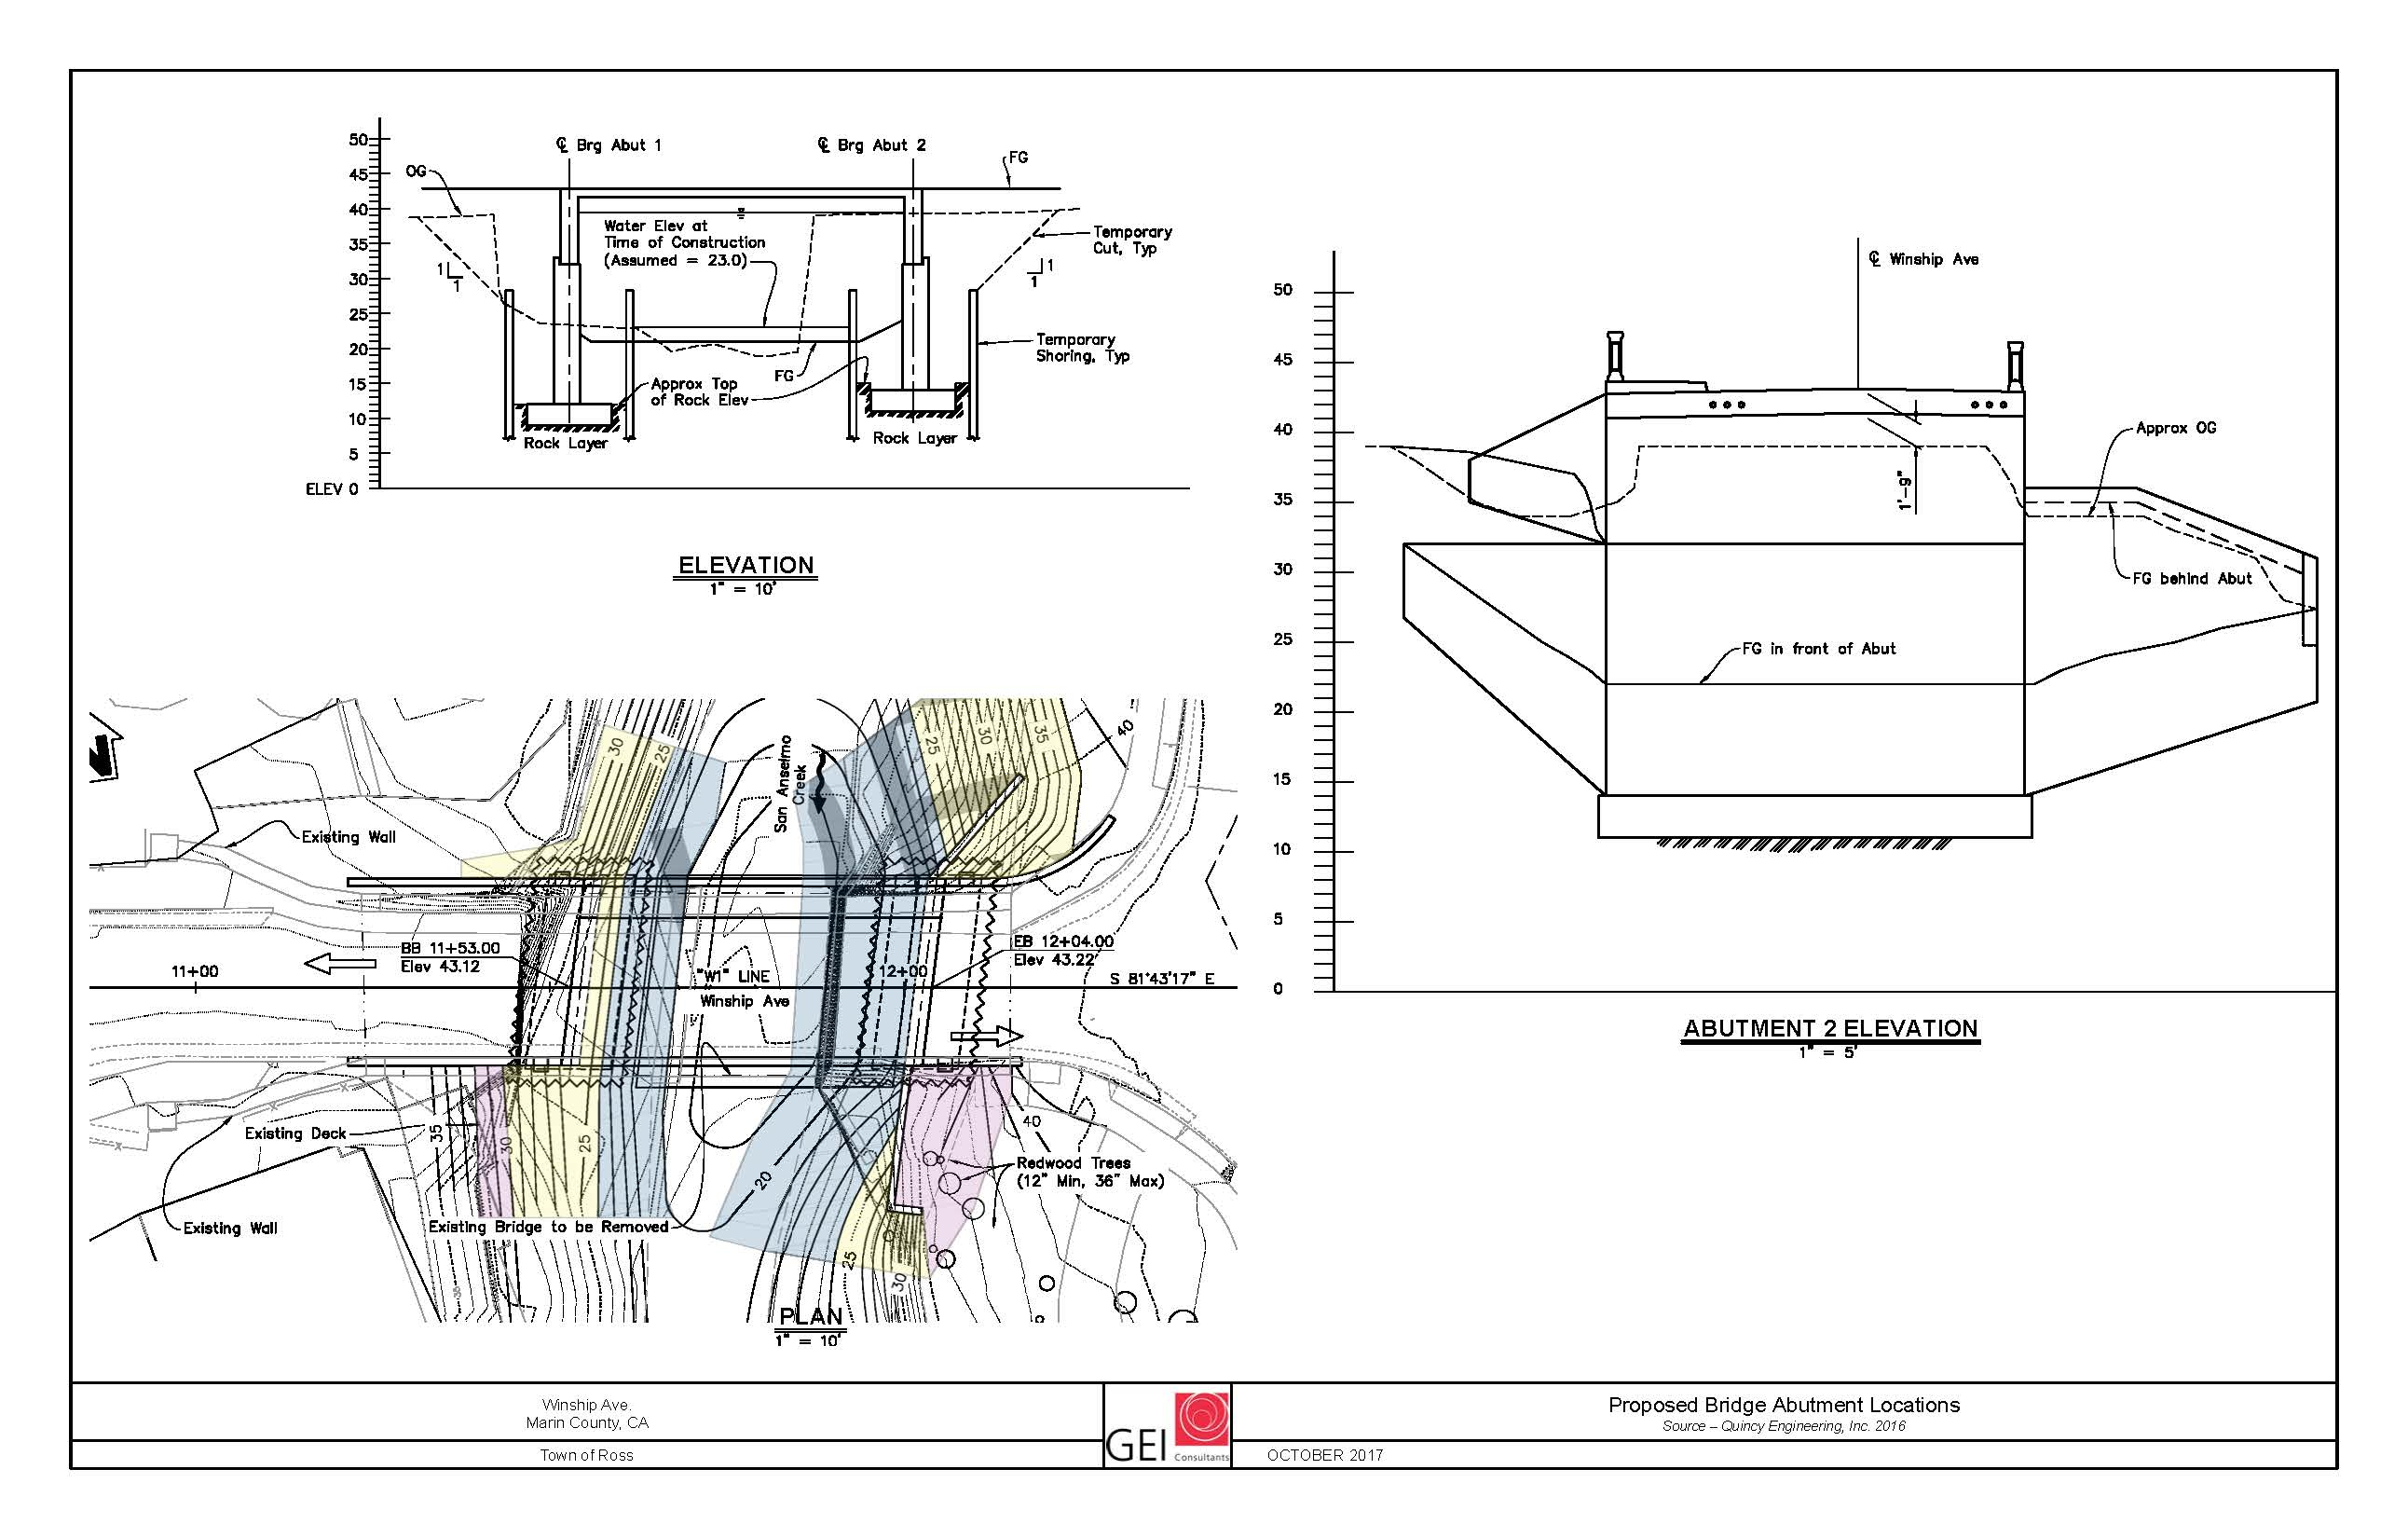 50
45
40
35
30
25
20
15
10
5
ELEV 0
OG
℄ Brg Abut 1
℄ Brg Abut 2
FG
Water Elev at
Time of Construction
(Assumed = 23.0)
Temporary
Cut, Typ
1
1
1
1
Temporary
Shoring, Typ
FG
Approx Top
of Rock Elev
Rock Layer
Rock Layer
ELEVATION
1" = 10'
50
45
40
35
30
25
20
15
10
5
0
℄ Winship Ave
Approx OG
1'-9"
FG behind Abut
FG in front of Abut
ABUTMENT 2 ELEVATION
1" = 5'
N
30
25
San Anselmo
Creek
25
30
35
40
Existing Wall
BB 11+53.00
Elev 43.12
11+00
"W1" LINE
Winship Ave
12+00
EB 12+04.00
Elev 43.22
S 81°43'17" E
Existing Deck
35
30
25
20
40
Redwood Trees
(12" Min, 36" Max)
Existing Wall
Existing Bridge to be Removed
25
30
35
PLAN
1" = 10'
Winship Ave.
Marin County, CA
Town of Ross
GEI
Consultants
Proposed Bridge Abutment Locations
Source – Quincy Engineering, Inc. 2016
OCTOBER 2017